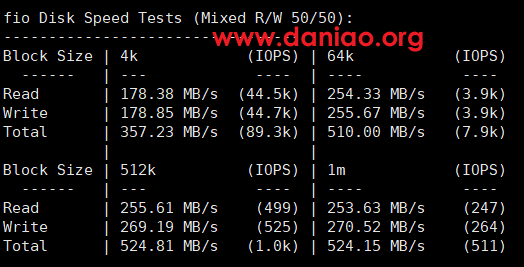 fio Disk Speed Tests (Mixed R/W 50/50):
---------------------------------
www.daniao.org
Block Size | 4k            (IOPS) | 64k           (IOPS)
  ------   | ---            ----  | ----           ----
Read       | 178.38 MB/s  (44.5k) | 254.33 MB/s   (3.9k)
Write      | 178.85 MB/s  (44.7k) | 255.67 MB/s   (3.9k)
Total      | 357.23 MB/s  (89.3k) | 510.00 MB/s   (7.9k)
           |                      |
Block Size | 512k          (IOPS) | 1m            (IOPS)
  ------   | ---            ----  | ---            ----
Read       | 255.61 MB/s    (499) | 253.63 MB/s    (247)
Write      | 269.19 MB/s    (525) | 270.52 MB/s    (264)
Total      | 524.81 MB/s   (1.0k) | 524.15 MB/s    (511)